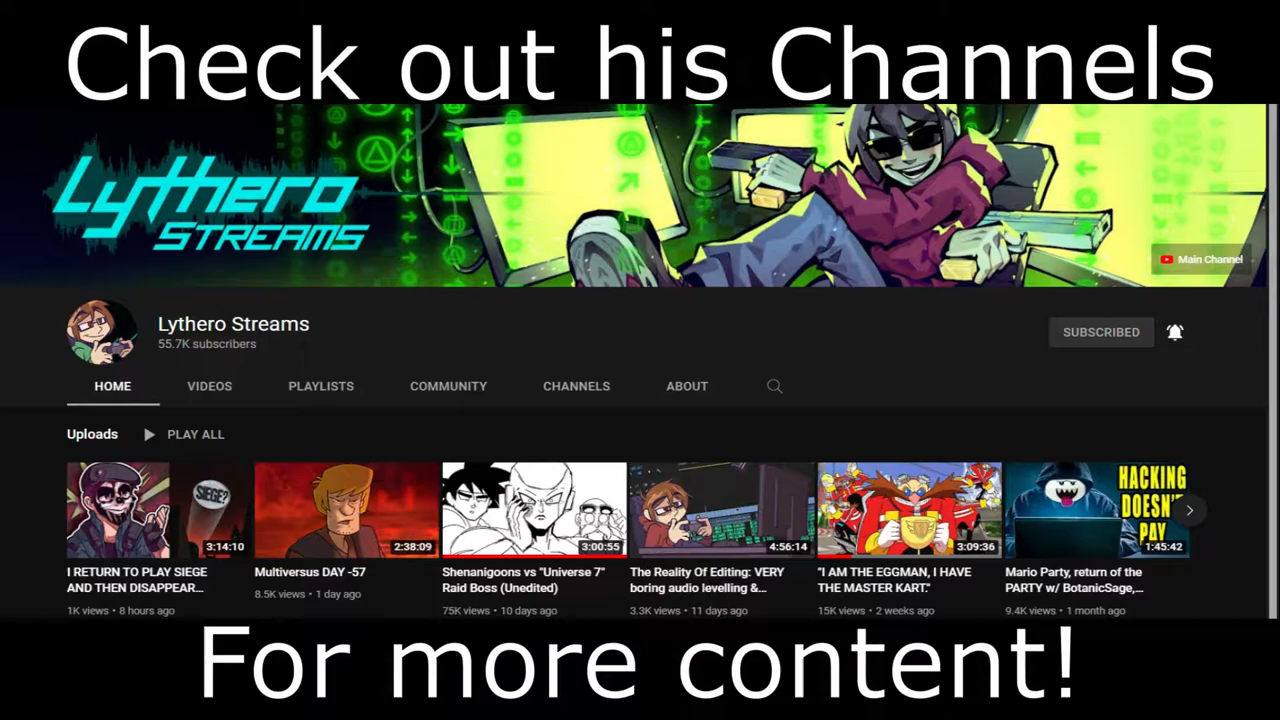 Check out his Channels
Lythero
STREAMS
Main Channel
Lythero Streams
55.7K subscribers
SUBSCRIBED
HOME VIDEOS PLAYLISTS COMMUNITY CHANNELS ABOUT
Uploads PLAY ALL
SIEGE?
HACKING
DOESN'T
PAY
3:14:10 2:38:09 3:00:55 4:56:14 3:09:36 1:45:42
I RETURN TO PLAY SIEGE
AND THEN DISAPPEAR...
1K views • 8 hours ago
Multiversus DAY -57
8.5K views • 1 day ago
Shenanigoons vs "Universe 7"
Raid Boss (Unedited)
75K views • 10 days ago
The Reality Of Editing: VERY
boring audio levelling &...
3.3K views • 11 days ago
"I AM THE EGGMAN, I HAVE
THE MASTER KART."
15K views • 2 weeks ago
Mario Party, return of the
PARTY w/ BotanicSage,...
9.4K views • 1 month ago
For more content!